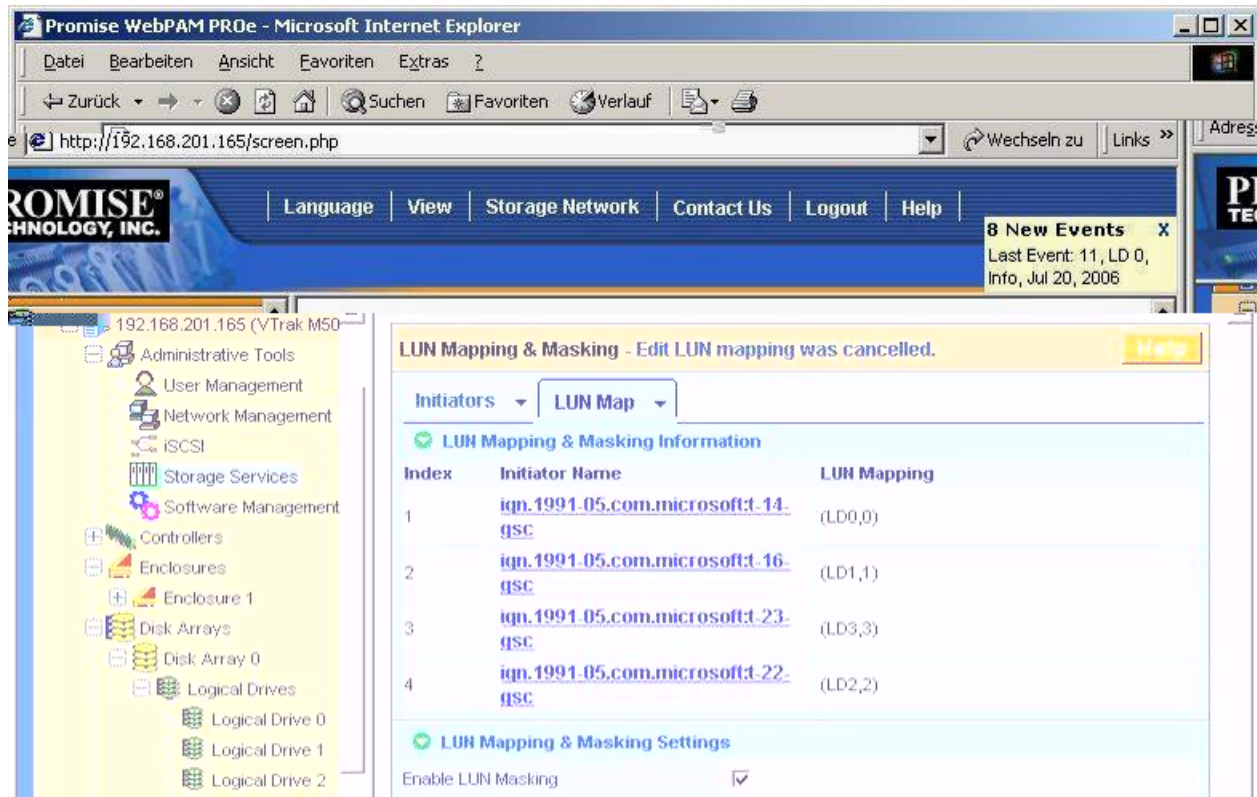 Promise WebPAM PROe - Microsoft Internet Explorer
Datei Bearbeiten Ansicht Favoriten Extras ?
Zurück Suchen Favoriten Verlauf
http://192.168.201.165/screen.php Wechseln zu Links »
ROMISE®
CHNOLOGY, INC.
Language View Storage Network Contact Us Logout Help
8 New Events X
Last Event: 11, LD 0,
Info, Jul 20, 2006
192.168.201.165 (VTrak M50
Administrative Tools
User Management
Network Management
iSCSI
Storage Services
Software Management
Controllers
Enclosures
Enclosure 1
Disk Arrays
Disk Array 0
Logical Drives
Logical Drive 0
Logical Drive 1
Logical Drive 2
LUN Mapping & Masking - Edit LUN mapping was cancelled. Help
Initiators LUN Map
LUN Mapping & Masking Information
Index Initiator Name LUN Mapping
1 iqn.1991-05.com.microsoft:t-14-
qsc (LD0,0)
2 iqn.1991-05.com.microsoft:t-16-
qsc (LD1,1)
3 iqn.1991-05.com.microsoft:t-23-
qsc (LD3,3)
4 iqn.1991-05.com.microsoft:t-22-
qsc (LD2,2)
LUN Mapping & Masking Settings
Enable LUN Masking